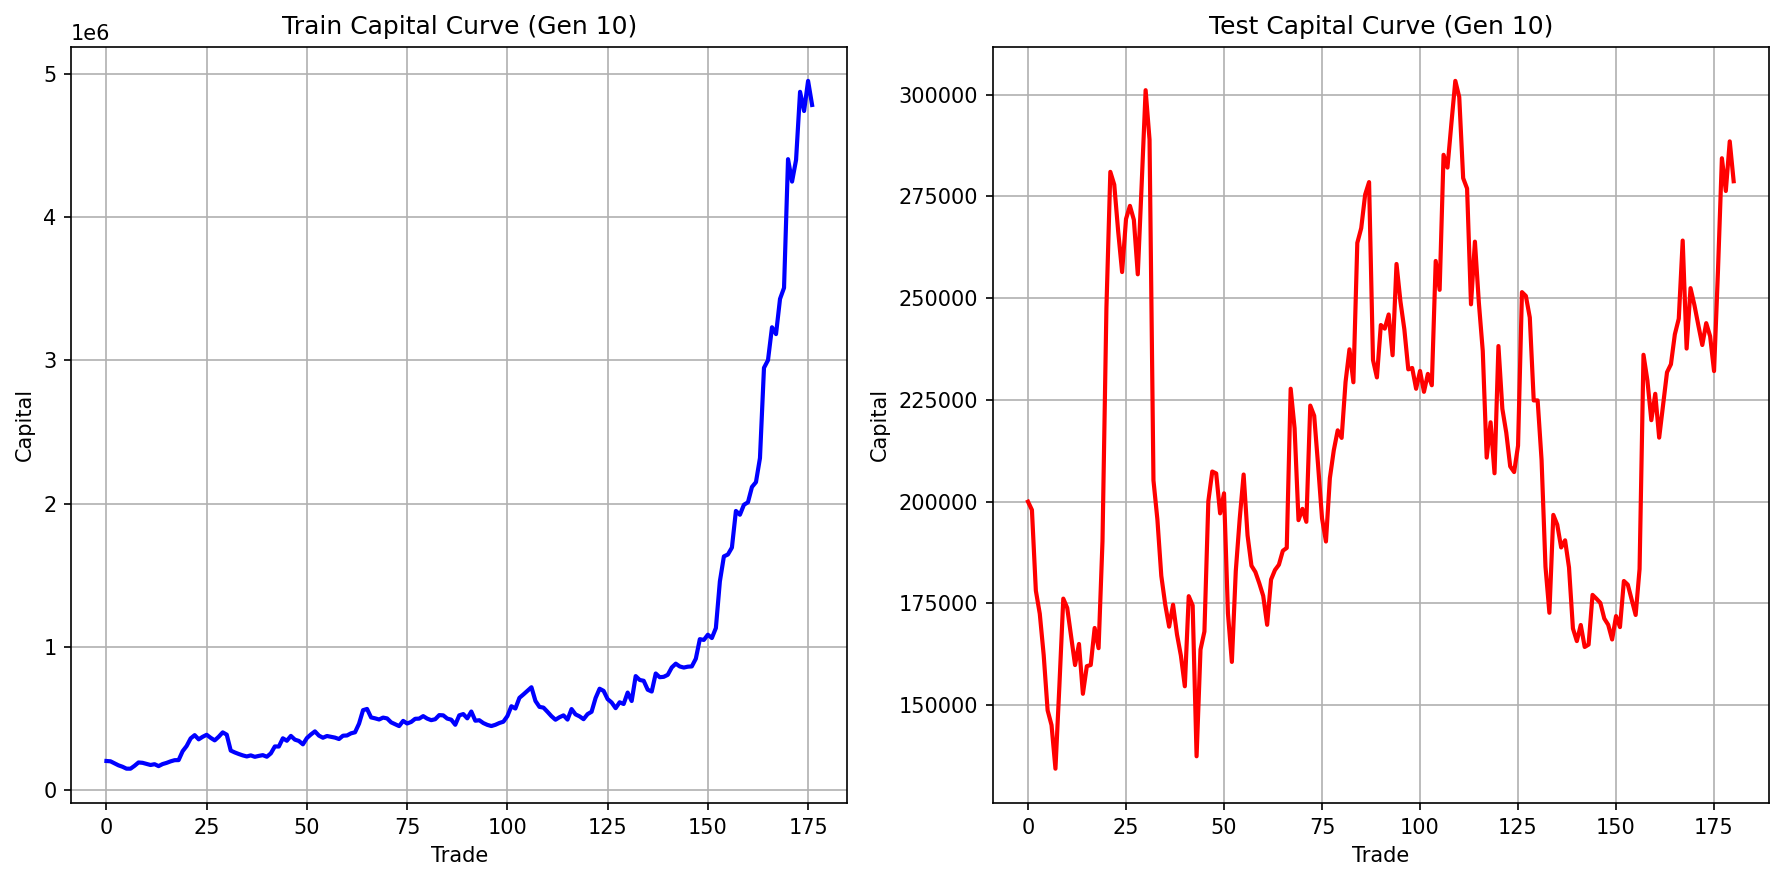 Train Capital Curve (Gen 10)
1e6
5
4
3
2
1
0
Capital
0 25 50 75 100 125 150 175
Trade
Test Capital Curve (Gen 10)
300000
275000
250000
225000
200000
175000
150000
Capital
0 25 50 75 100 125 150 175
Trade